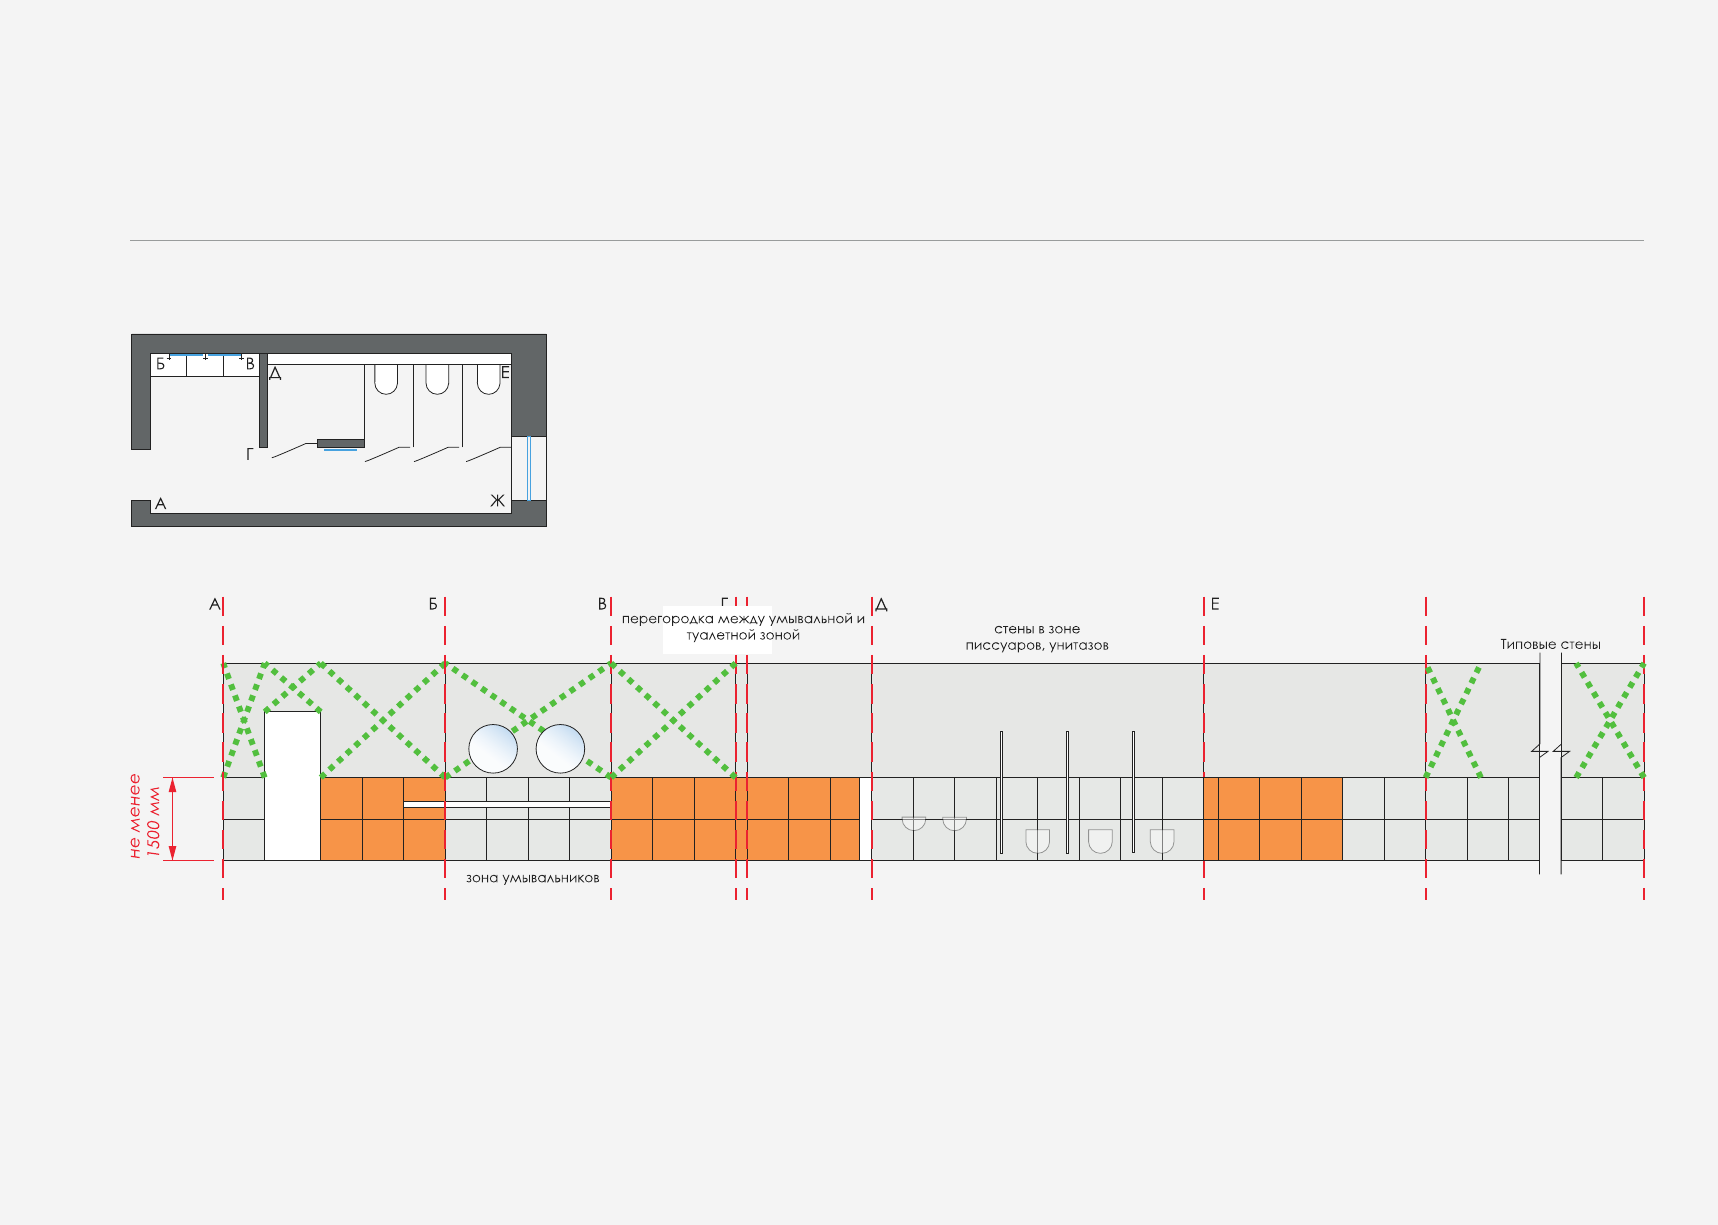 Б
В
Д
Е
Г
А
Ж
А
Б
В
Г
Д
Е
перегородка между умывальной и
туалетной зоной
стены в зоне
писсуаров, унитазов
Типовые стены
не менее
1500 мм
зона умывальников